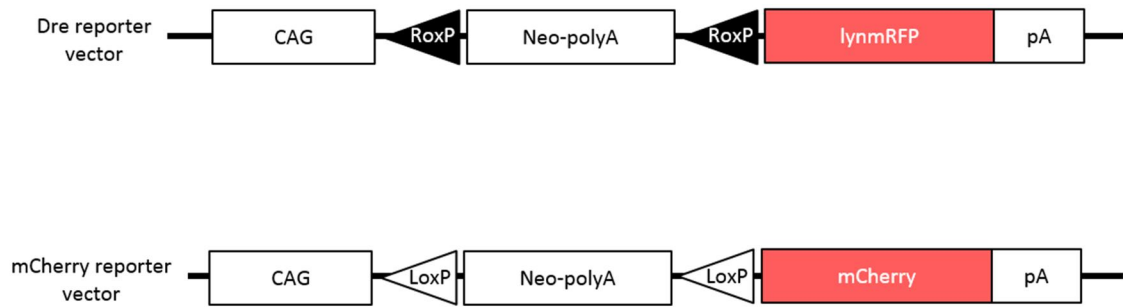 Dre reporter
vector
CAG RoxP Neo-polyA RoxP lynmRFP pA
mCherry reporter
vector
CAG LoxP Neo-polyA LoxP mCherry pA